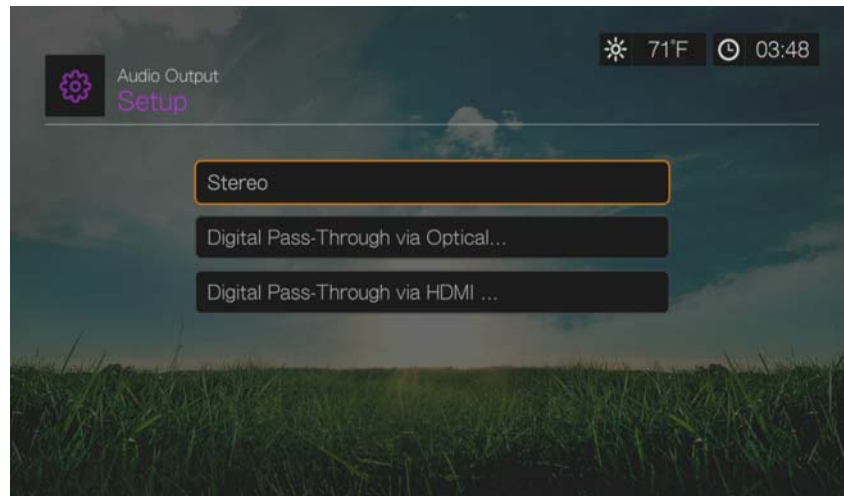 71°F 03:48
Audio Output
Setup
Stereo
Digital Pass-Through via Optical...
Digital Pass-Through via HDMI ...